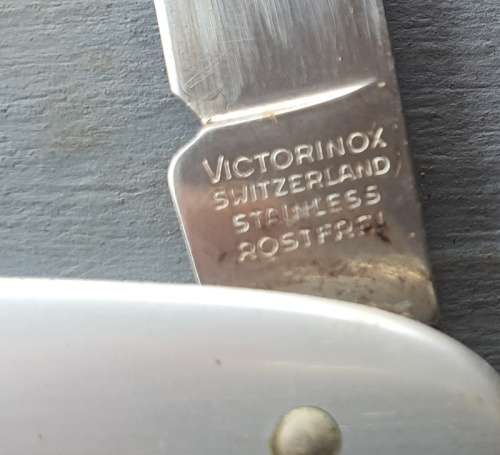 VICTORINOX
SWITZERLAND
STAINLESS
ROSTFREI